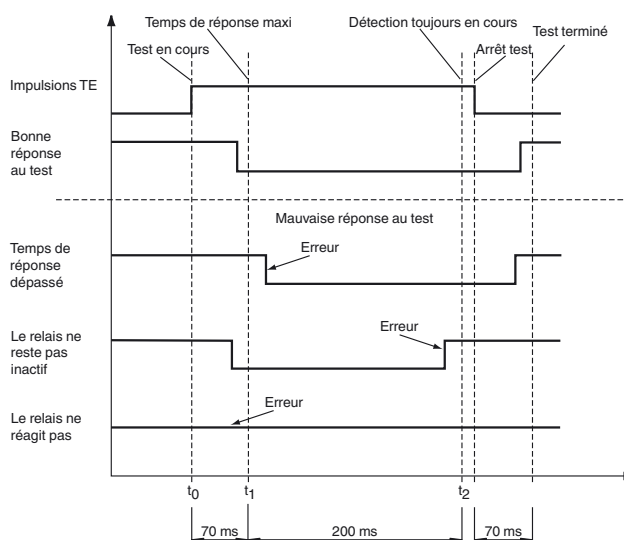 Temps de réponse maxi
Détection toujours en cours
Test terminé
Test en cours
Arrêt test
Impulsions TE
Bonne
réponse
au test
Mauvaise réponse au test
Temps de
réponse
dépassé
Erreur
Le relais ne
reste pas
inactif
Erreur
Le relais ne
réagit pas
Erreur
t0
t1
t2
70 ms
200 ms
70 ms